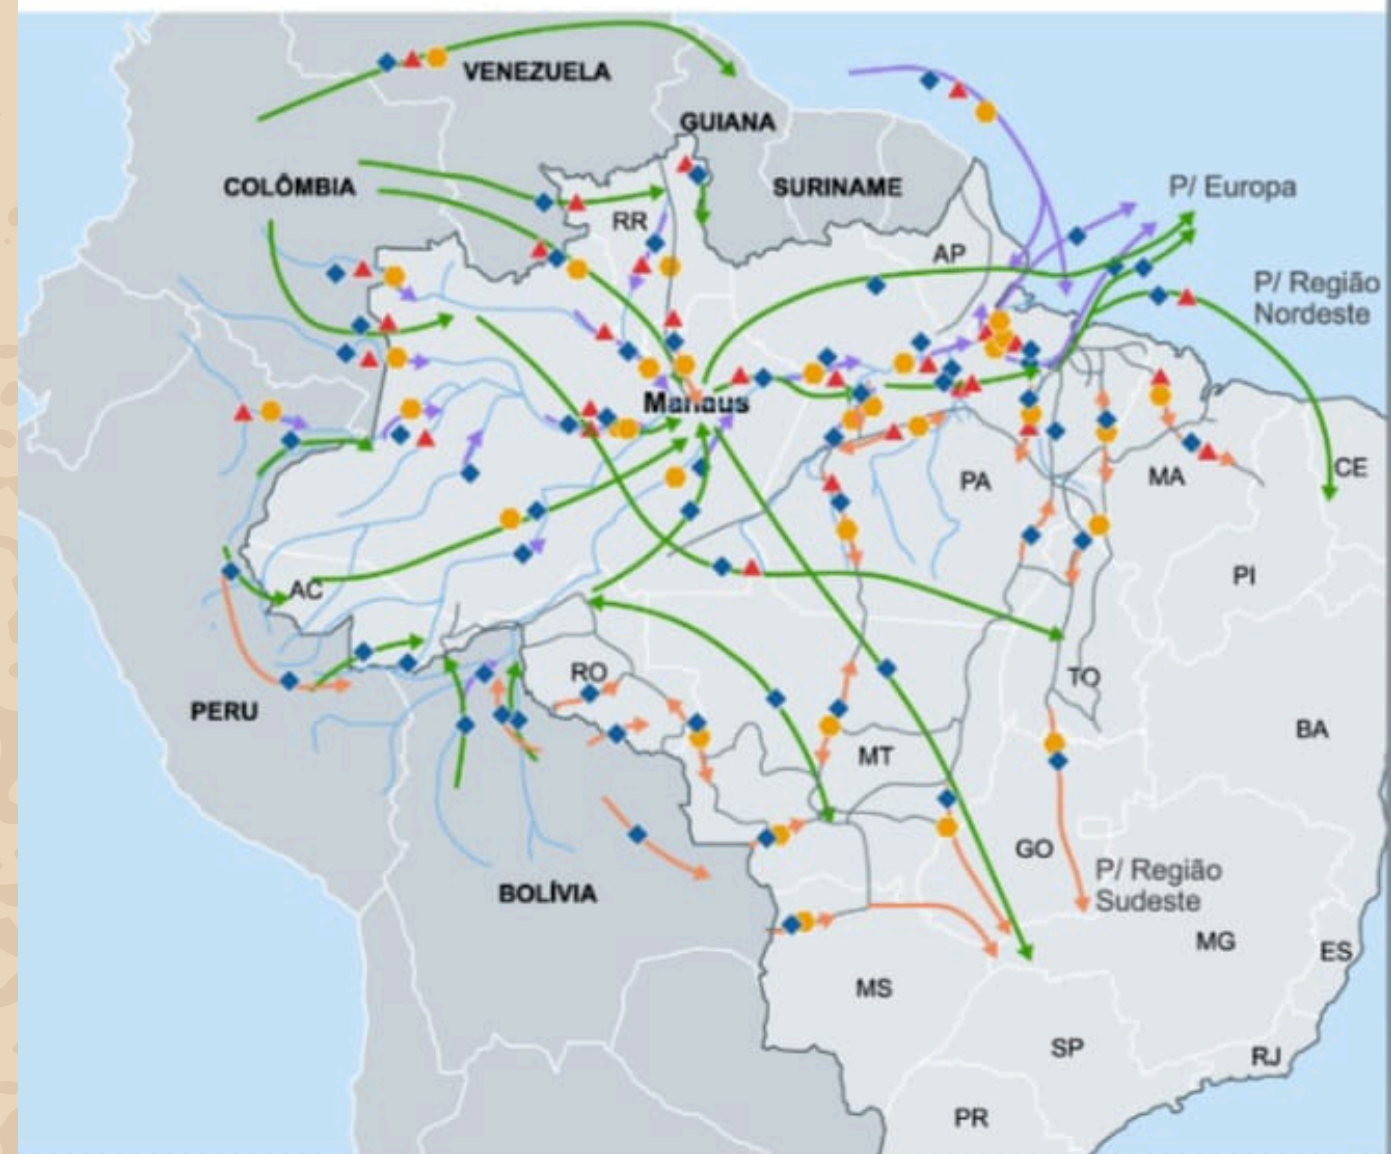 VENEZUELA
GUIANA
COLÔMBIA
SURINAME
P/ Europa
RR
AP
P/ Região
Nordeste
Manaus
CE
PA
MA
PI
AC
RO
TO
PERU
BA
MT
GO
P/ Região
Sudeste
BOLÍVIA
MG
ES
MS
SP
RJ
PR